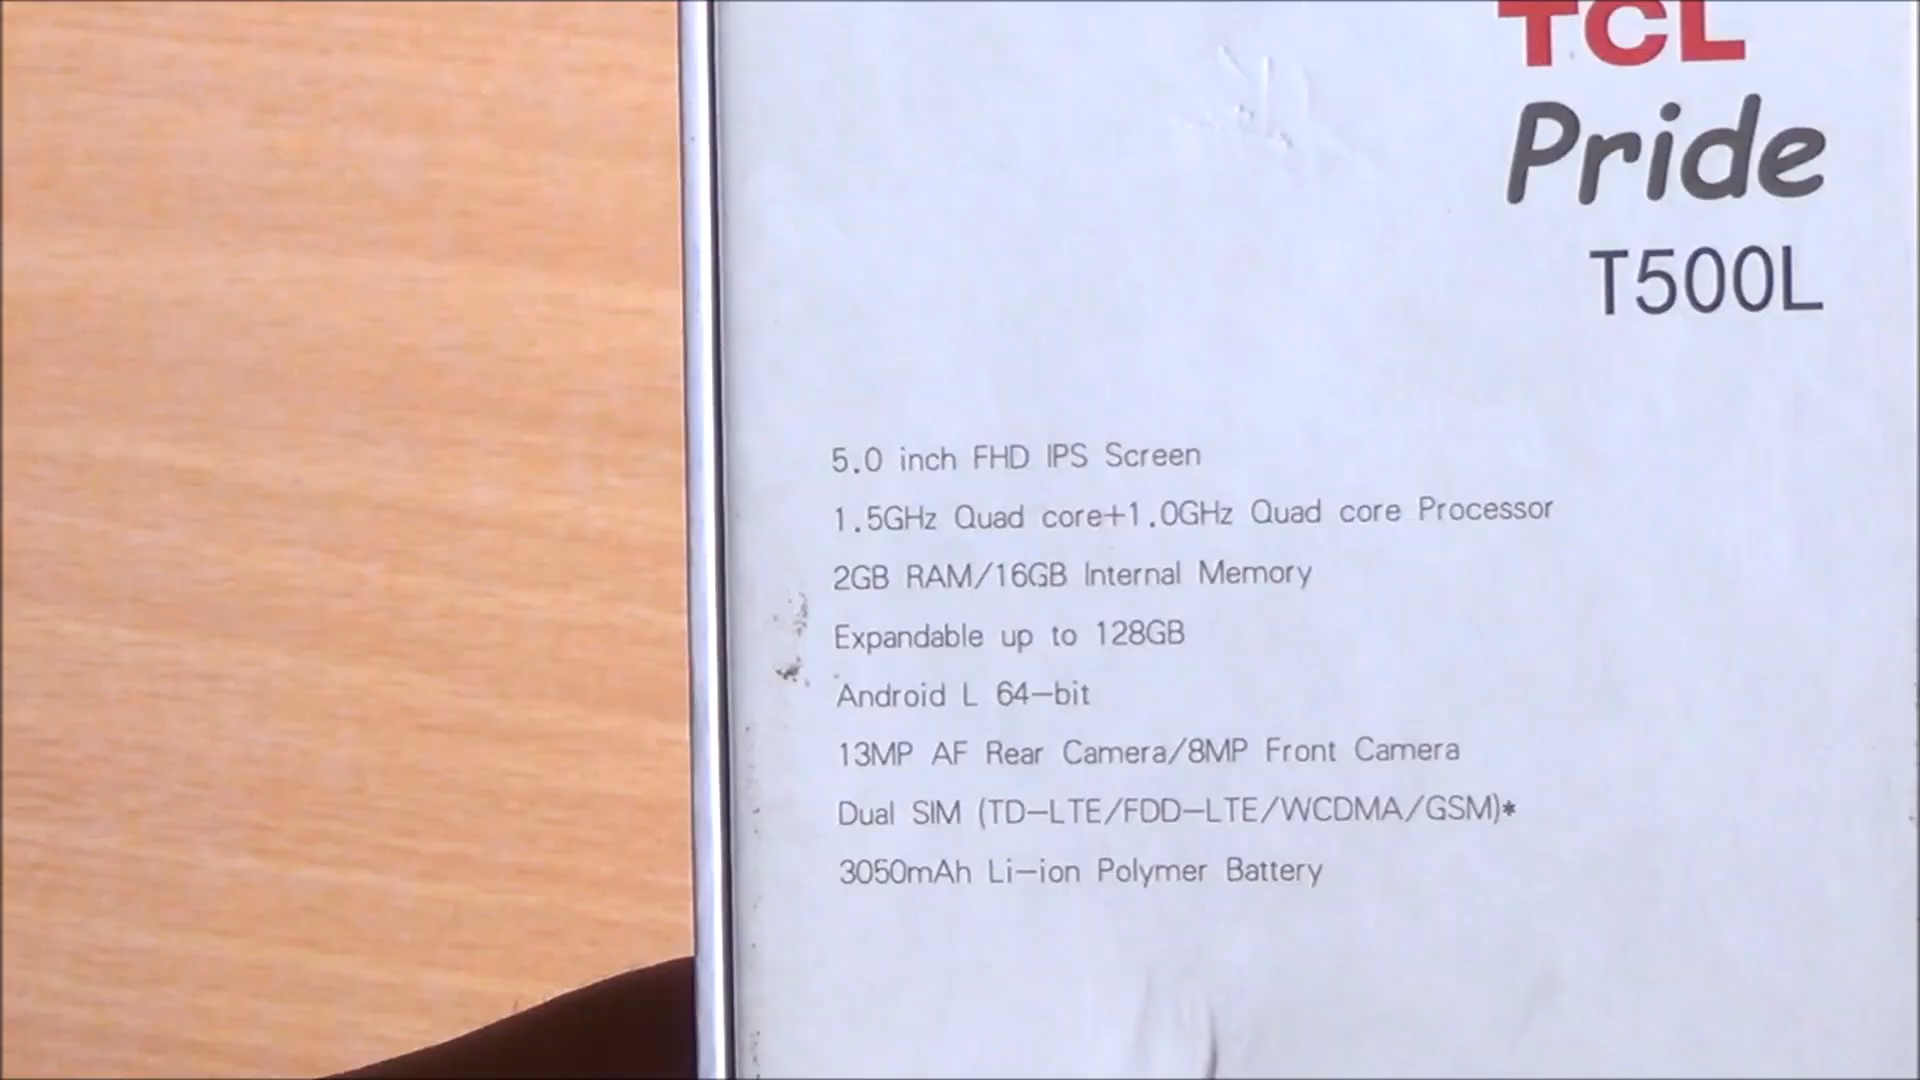 TCL
Pride
T500L
5.0 inch FHD IPS Screen
1.5GHz Quad core+1.0GHz Quad core Processor
2GB RAM/16GB Internal Memory
Expandable up to 128GB
Android L 64-bit
13MP AF Rear Camera/8MP Front Camera
Dual SIM (TD-LTE/FDD-LTE/WCDMA/GSM)*
3050mAh Li-ion Polymer Battery